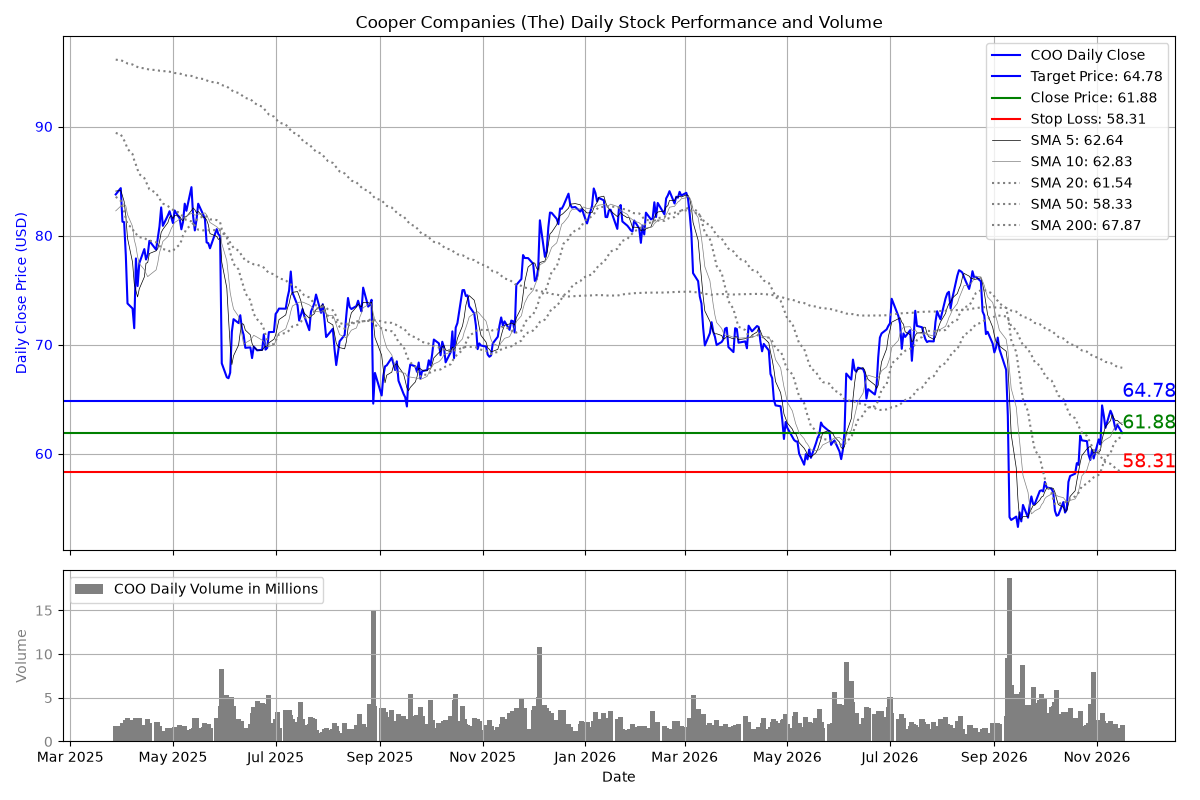 Cooper Companies (The) Daily Stock Performance and Volume
Daily Close Price (USD)
90
80
70
60
COO Daily Close
Target Price: 64.78
Close Price: 61.88
Stop Loss: 58.31
SMA 5: 62.64
SMA 10: 62.83
SMA 20: 61.54
SMA 50: 58.33
SMA 200: 67.87
64.78
61.88
58.31
COO Daily Volume in Millions
Volume
15
10
5
0
Mar 2025
May 2025
Jul 2025
Sep 2025
Nov 2025
Jan 2026
Mar 2026
May 2026
Jul 2026
Sep 2026
Nov 2026
Date